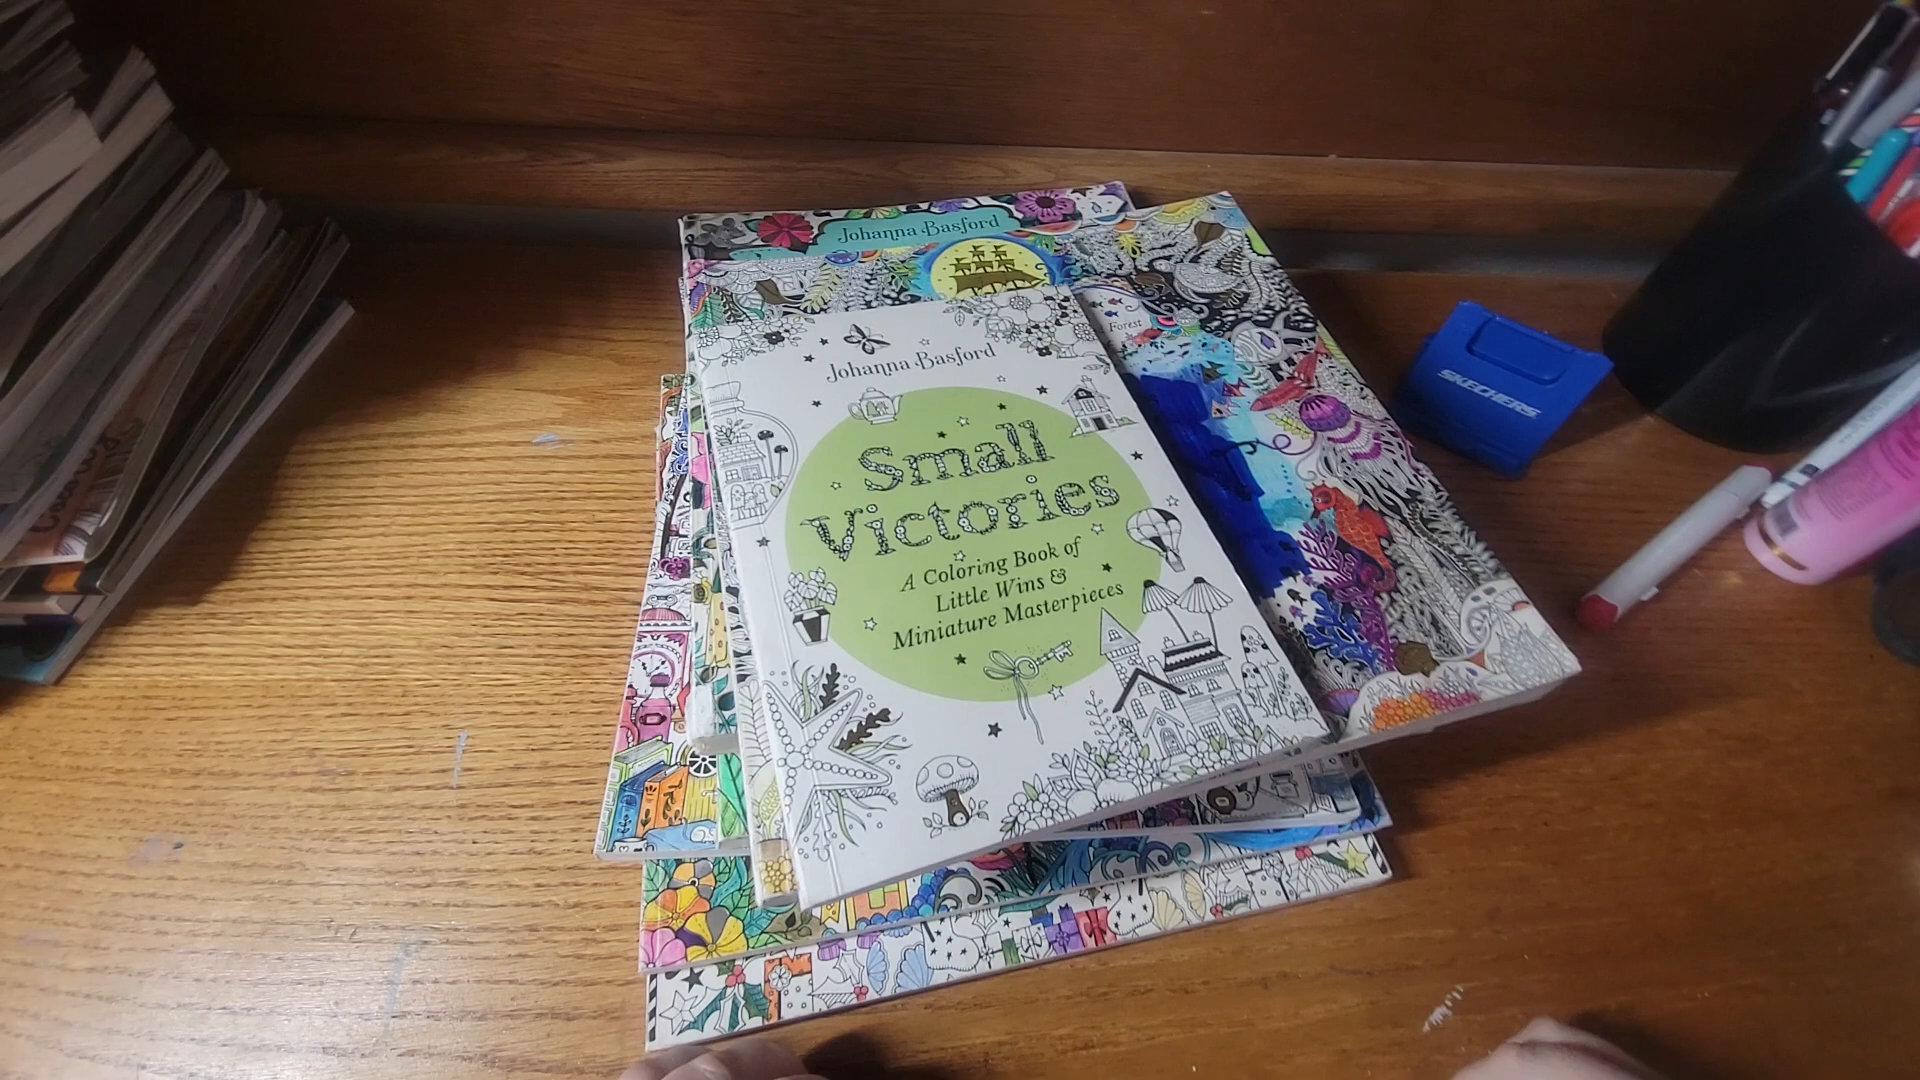 Johanna Basford
Forest
Johanna Basford
Small
Victories
A Coloring Book of
Little Wins &
Miniature Masterpieces
SKECHERS